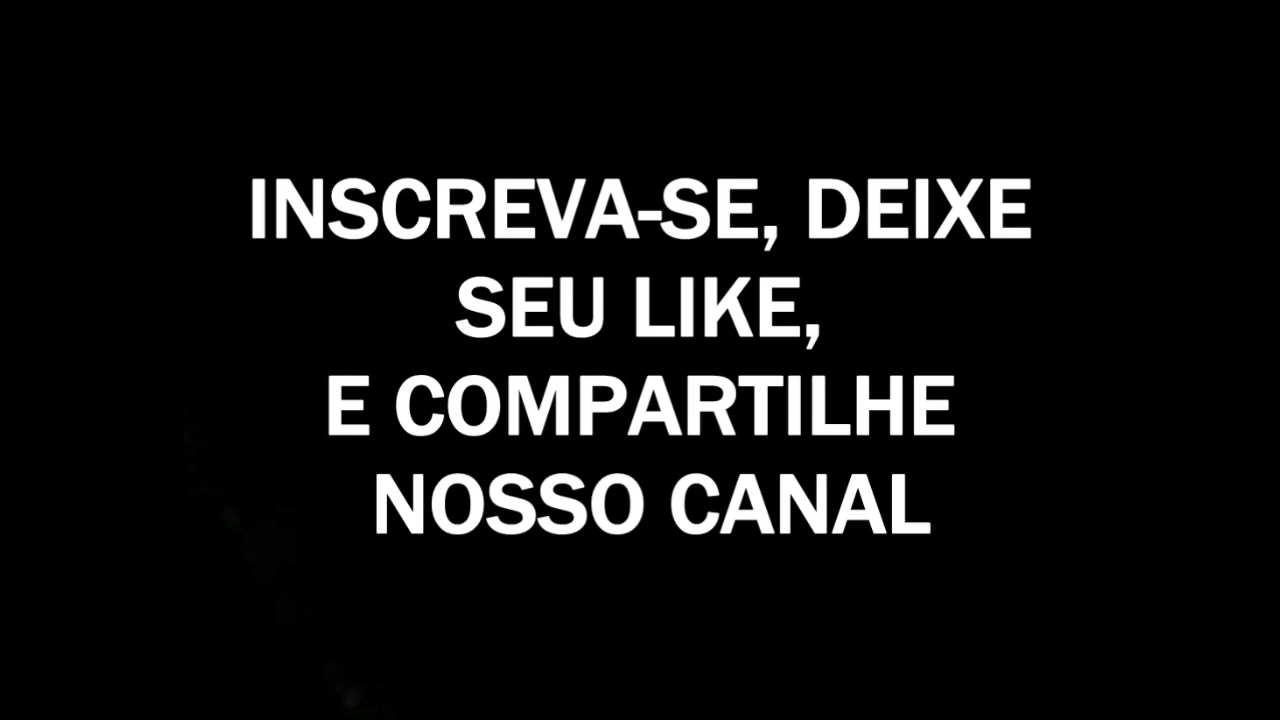 INSCREVA-SE, DEIXE
SEU LIKE,
E COMPARTILHE
NOSSO CANAL